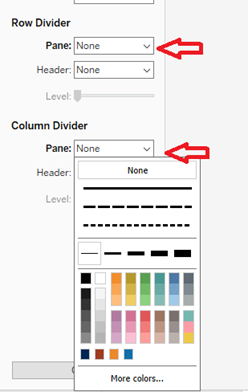 Row Divider
Pane: None
Header: None
Level:
Column Divider
Pane: None
Header:
None
Level:
More colors...